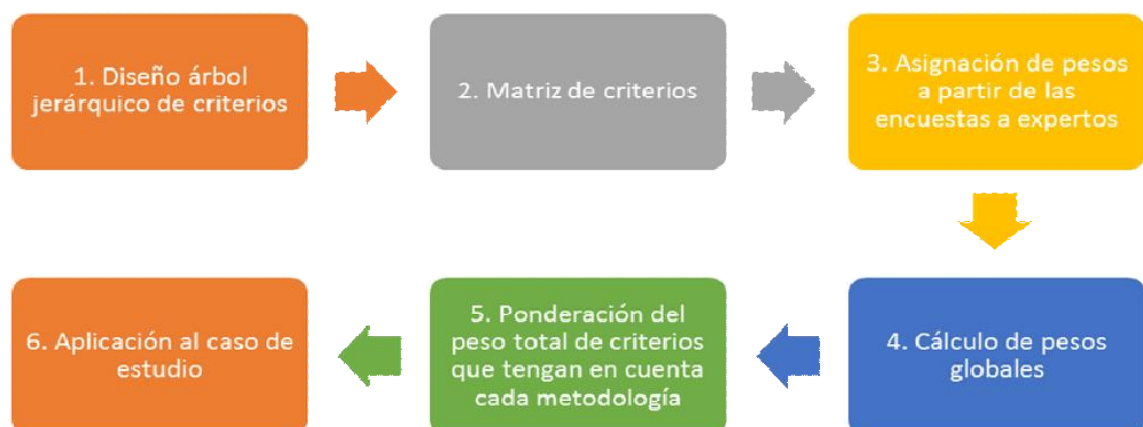 1. Diseño árbol
jerárquico de criterios
2. Matriz de criterios
3. Asignación de pesos
a partir de las
encuestas a expertos
4. Cálculo de pesos
globales
5. Ponderación del
peso total de criterios
que tengan en cuenta
cada metodología
6. Aplicación al caso de
estudio